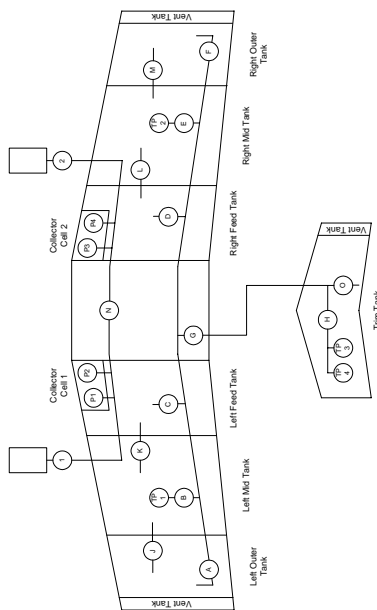 1
2
Collector
Cell 1
Collector
Cell 2
P1
P2
P3
P4
Vent Tank
J
K
N
L
M
Vent Tank
TP
1
TP
2
A
B
C
G
D
E
F
Left Outer
Tank
Left Mid Tank
Left Feed Tank
Right Feed Tank
Right Mid Tank
Right Outer
Tank
Vent Tank
H
O
TP
4
TP
3
Trim Tank